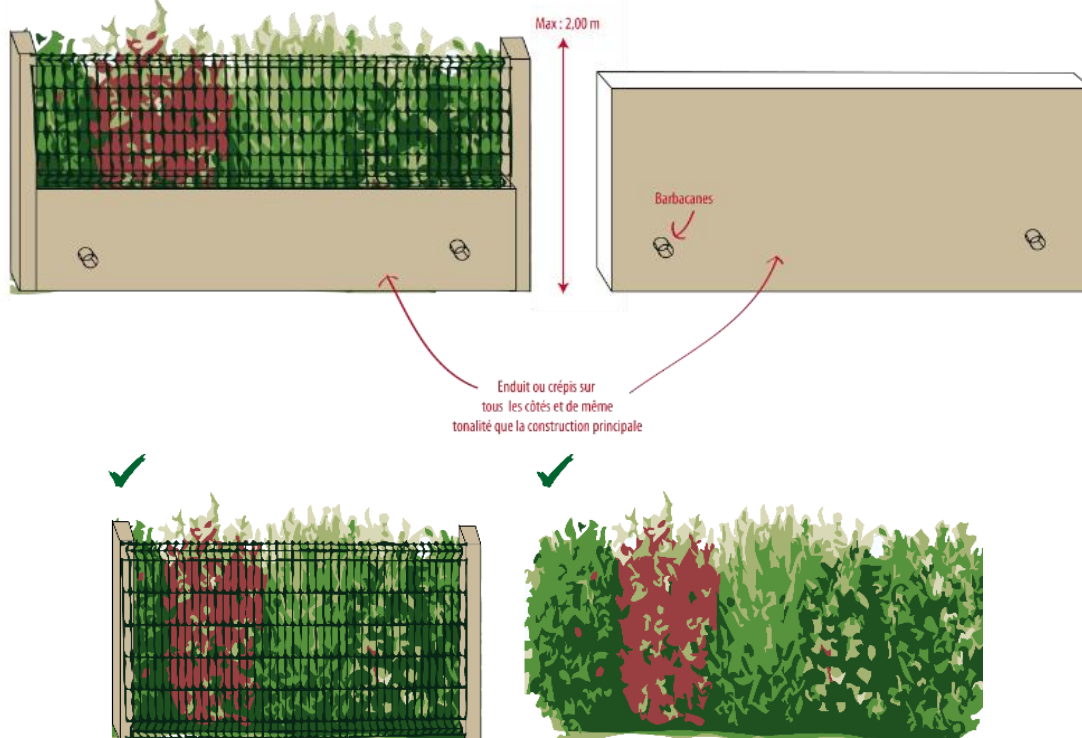 Max : 2,00 m
Barbacanes
Enduit ou crépis sur
tous les côtés et de même
tonalité que la construction principale